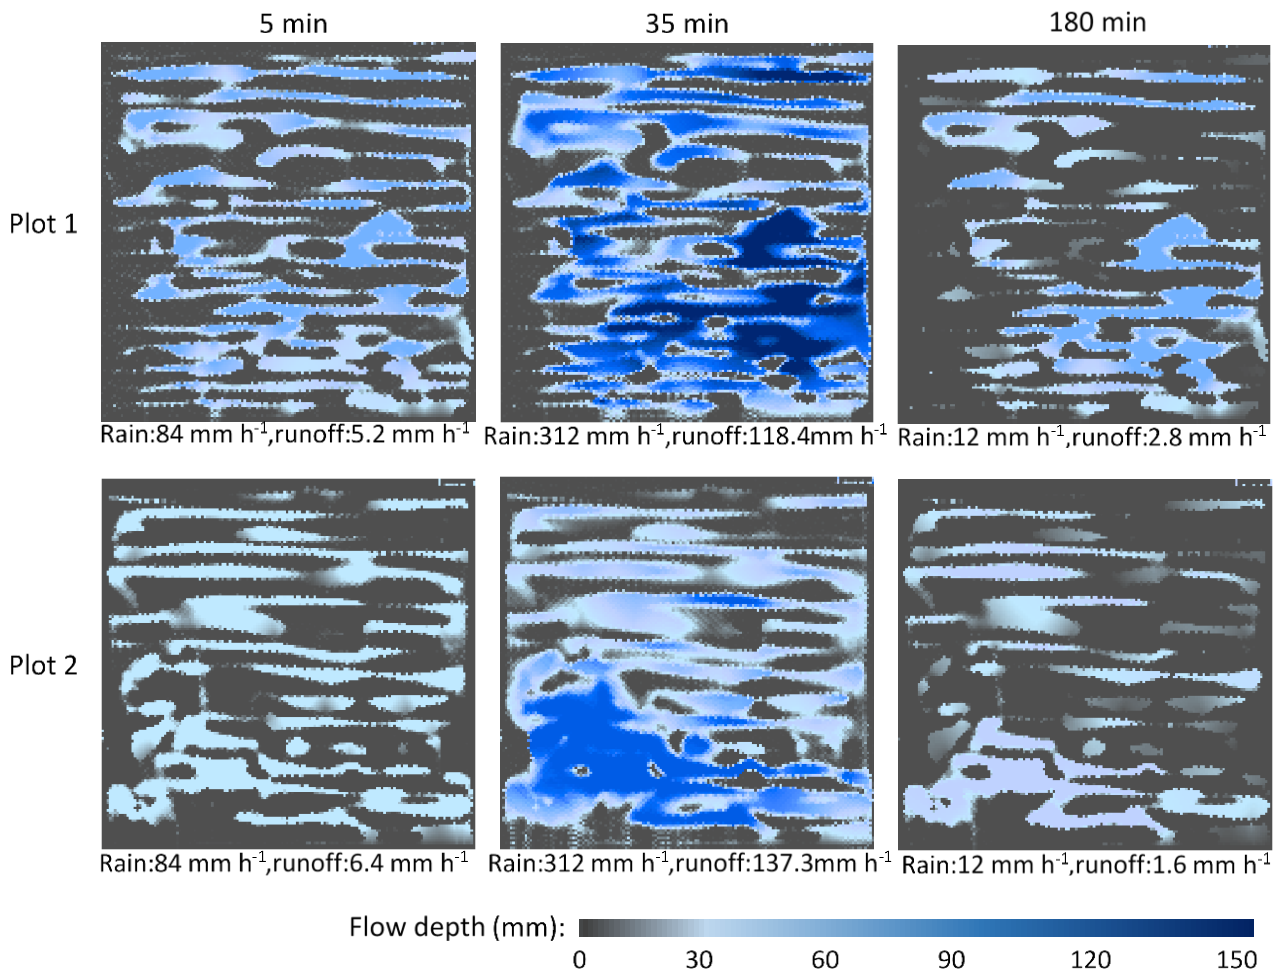 5 min 35 min 180 min
Plot 1
Rain:84 mm h⁻¹,runoff:5.2 mm h⁻¹ Rain:312 mm h⁻¹,runoff:118.4mm h⁻¹ Rain:12 mm h⁻¹,runoff:2.8 mm h⁻¹
Plot 2
Rain:84 mm h⁻¹,runoff:6.4 mm h⁻¹ Rain:312 mm h⁻¹,runoff:137.3mm h⁻¹ Rain:12 mm h⁻¹,runoff:1.6 mm h⁻¹
Flow depth (mm):
0 30 60 90 120 150